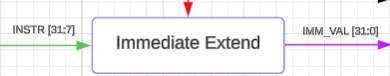 INSTR [31:7]
Immediate Extend
IMM_VAL [31:0]